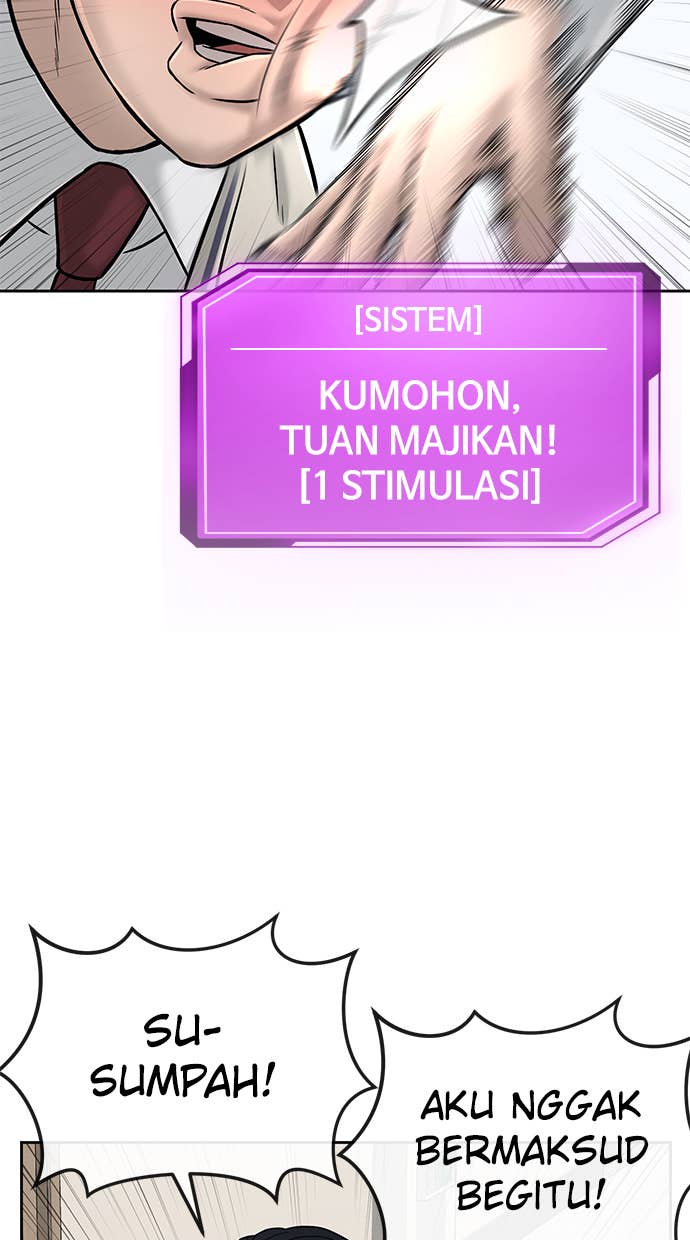 [SISTEM]
KUMOHON,
TUAN MAJIKAN!
[1 STIMULASI]
SU-
SUMPAH!
AKU NGGAK
BERMAKSUD
BEGITU!